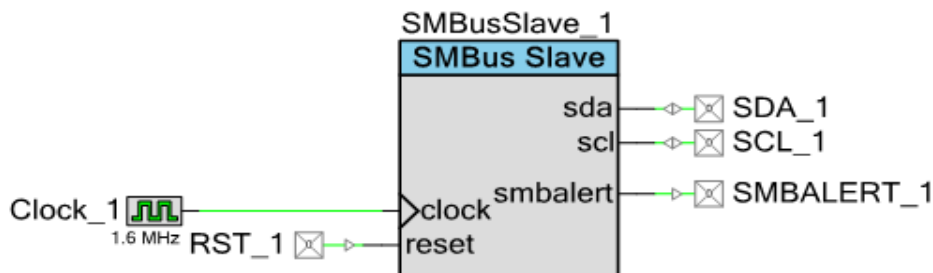 SMBusSlave_1
SMBus Slave
sda SDA_1
scl SCL_1
smbalert SMBALERT_1
Clock_1 clock
1.6 MHz
RST_1 reset